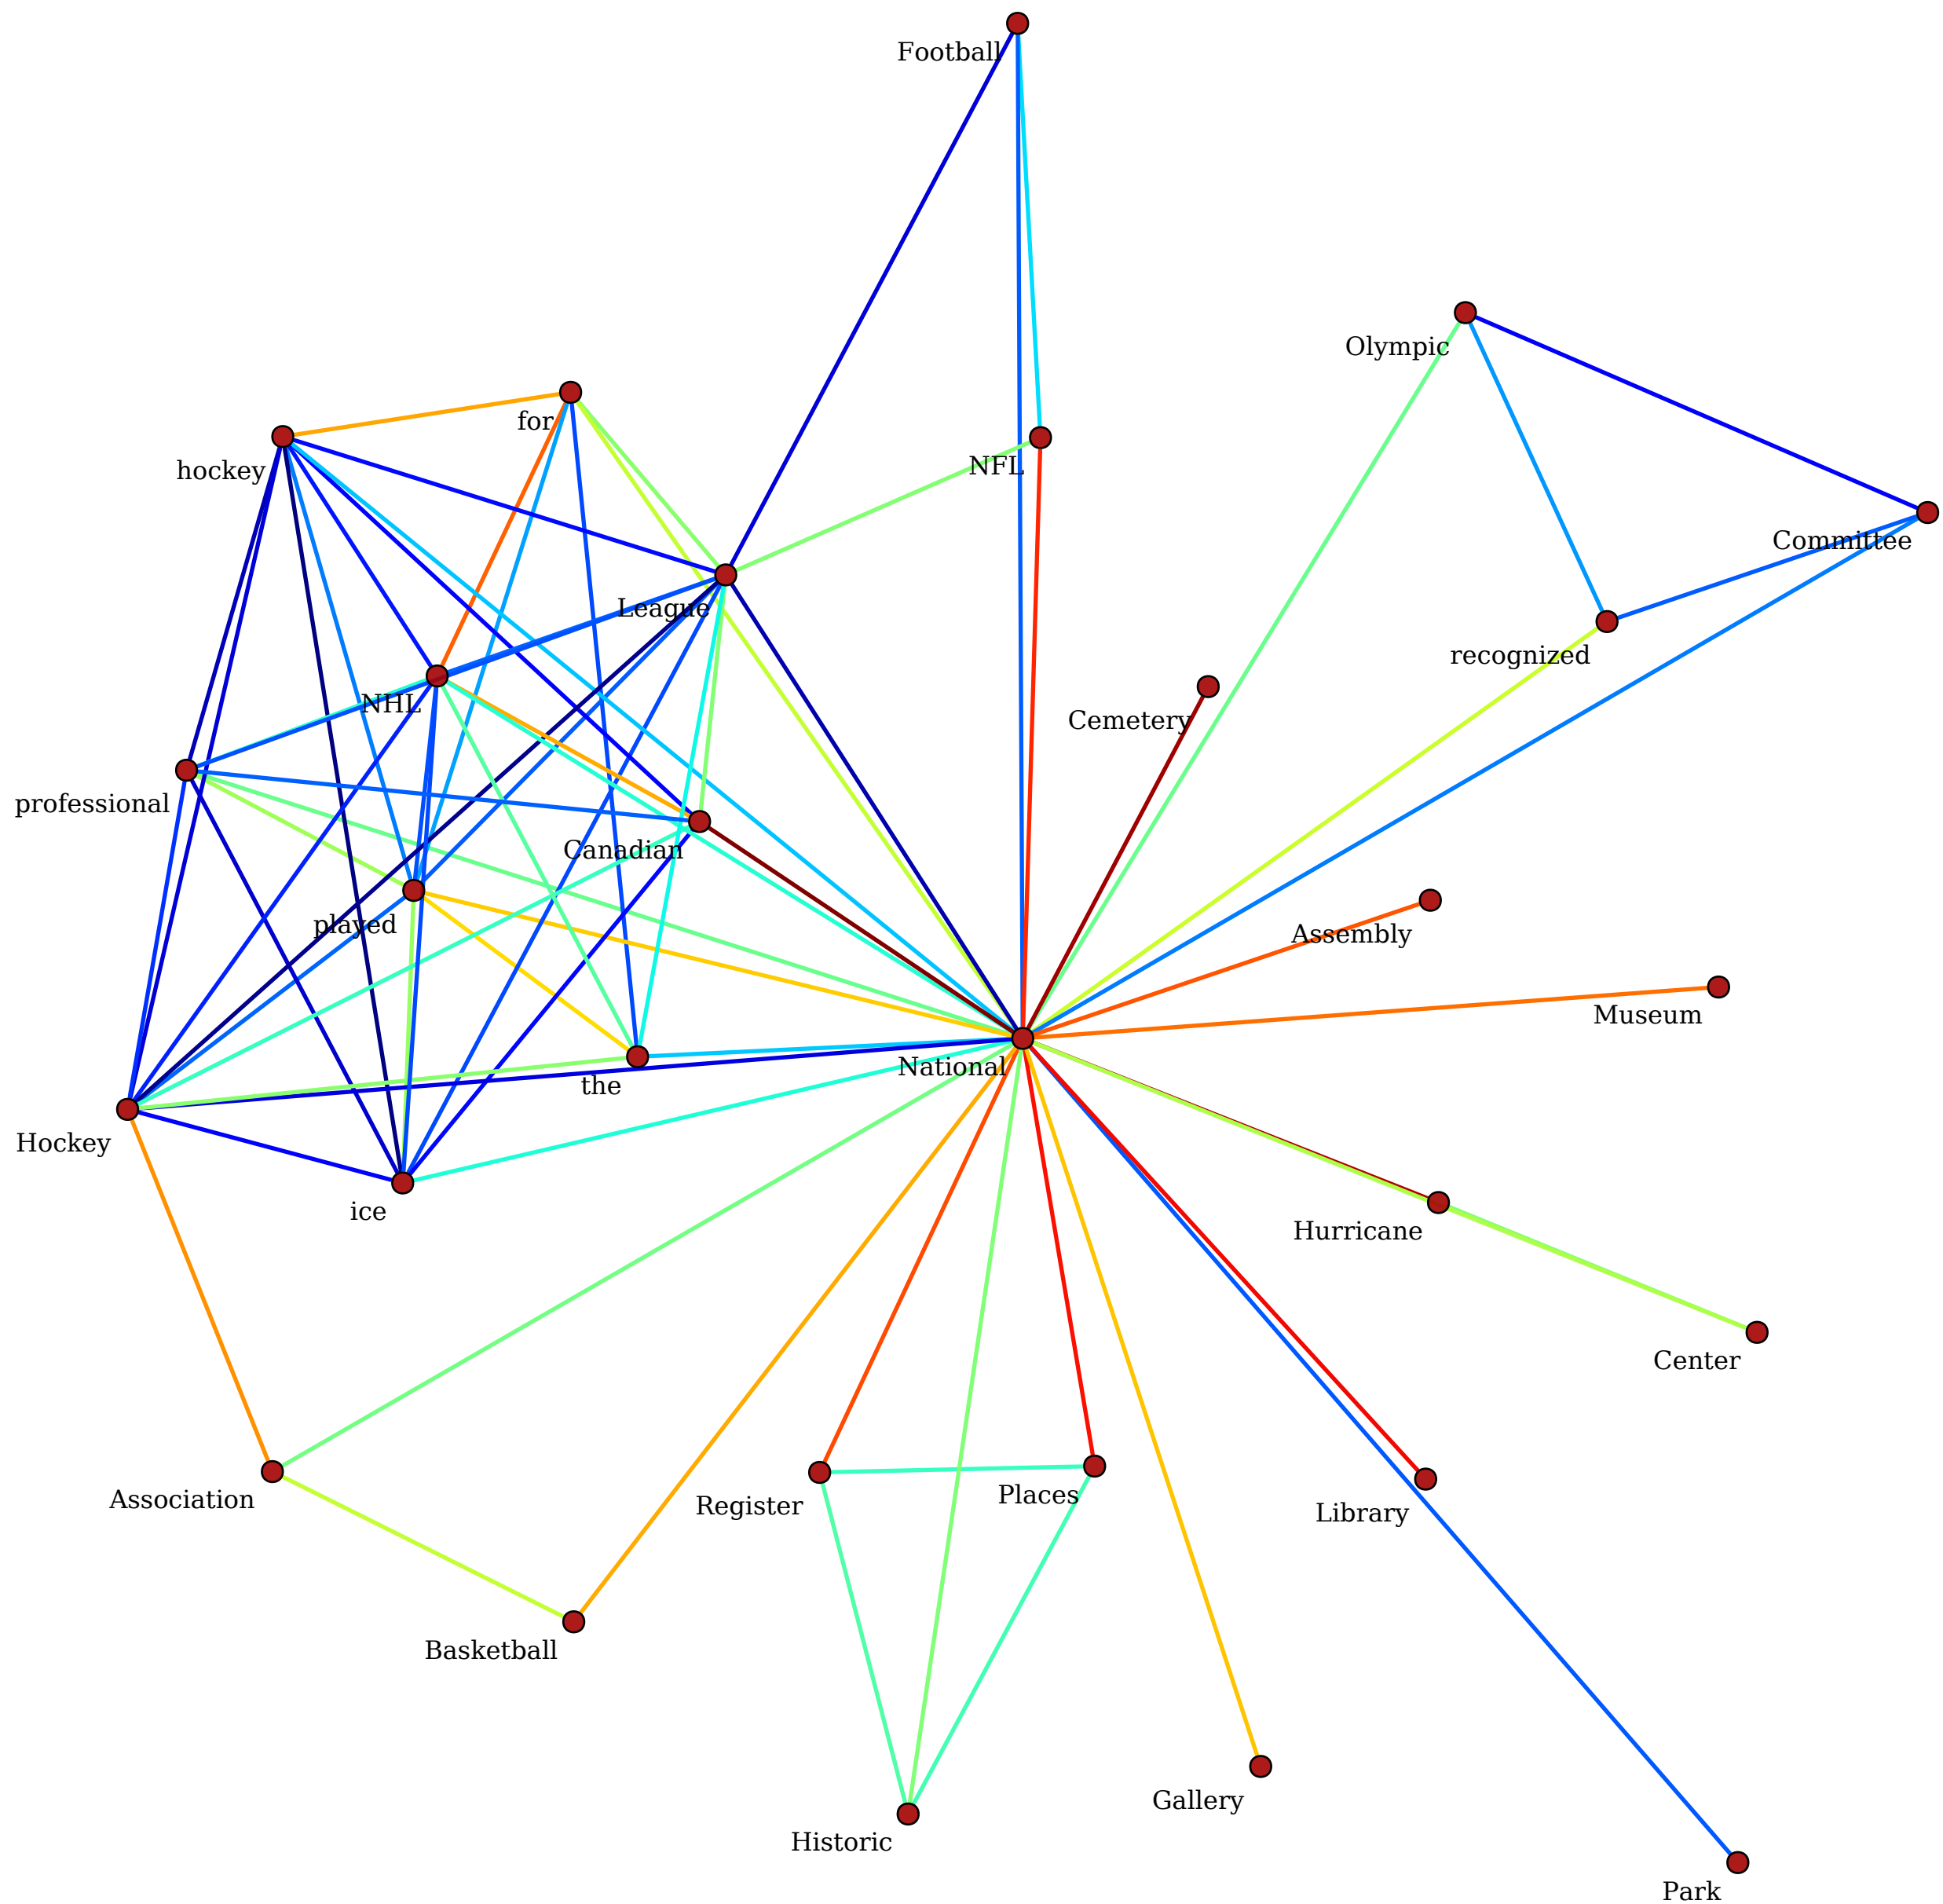 Football
Olympic
for
hockey
NFL
Committee
League
recognized
NHL
Cemetery
professional
Canadian
played
Assembly
Museum
National
the
Hockey
ice
Hurricane
Center
Association
Register
Places
Library
Basketball
Gallery
Historic
Park